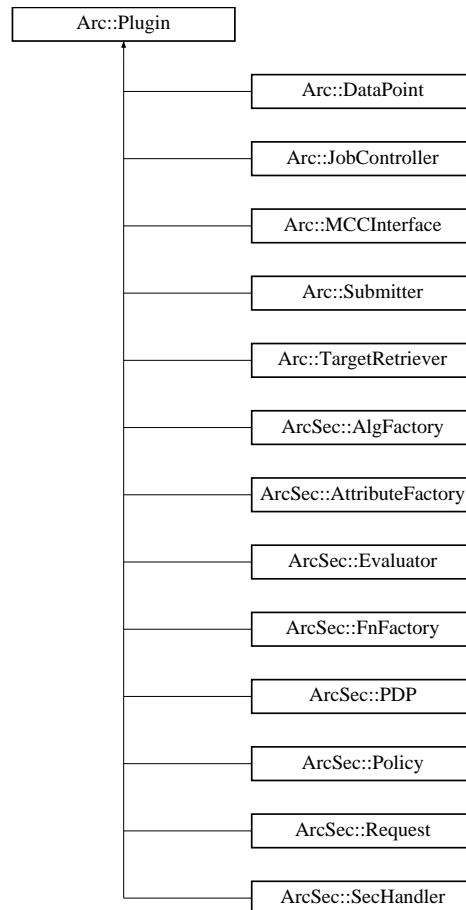 Arc::Plugin
Arc::DataPoint
Arc::JobController
Arc::MCCInterface
Arc::Submitter
Arc::TargetRetriever
ArcSec::AlgFactory
ArcSec::AttributeFactory
ArcSec::Evaluator
ArcSec::FnFactory
ArcSec::PDP
ArcSec::Policy
ArcSec::Request
ArcSec::SecHandler